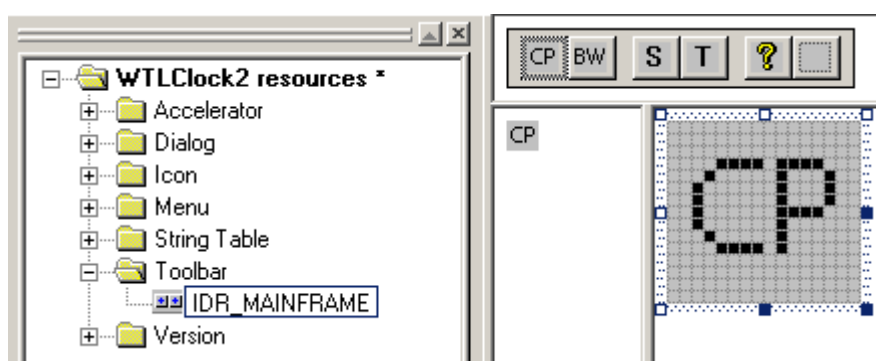 WTLClock2 resources *
Accelerator
Dialog
Icon
Menu
String Table
Toolbar
IDR_MAINFRAME
Version
CP BW S T ?
CP
CP